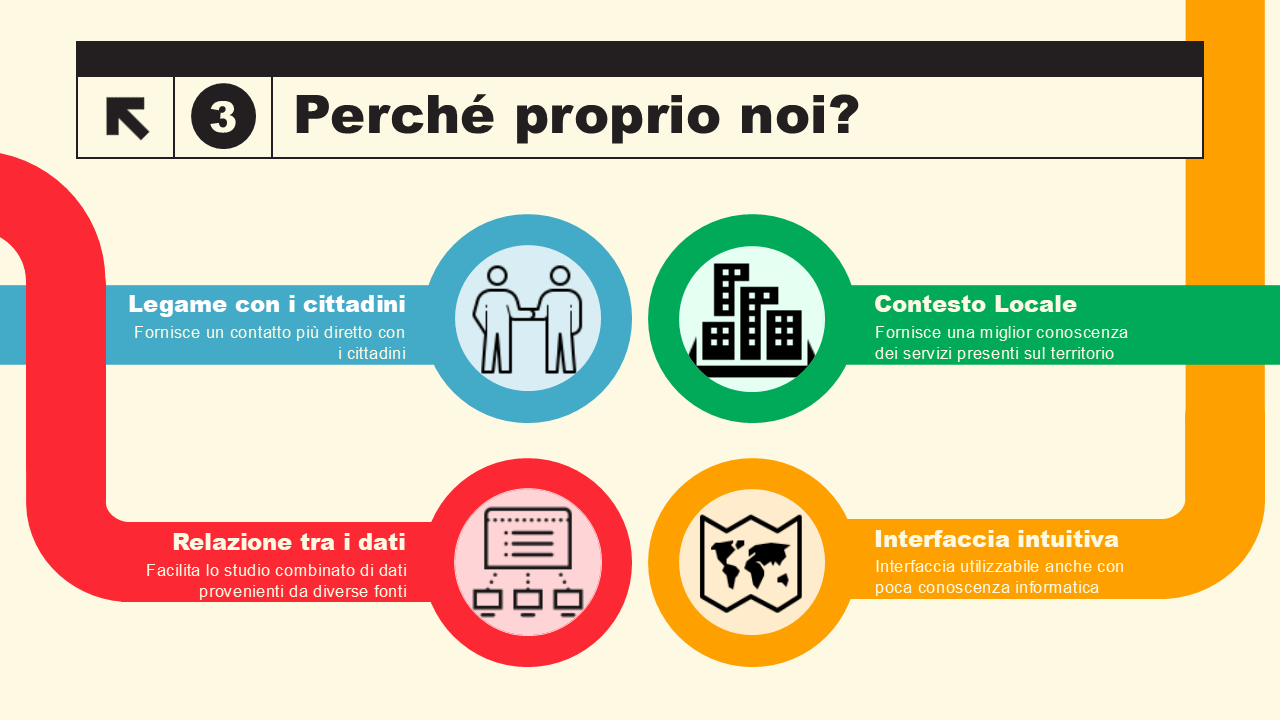 3
Perché proprio noi?
Legame con i cittadini
Fornisce un contatto più diretto con
i cittadini
Contesto Locale
Fornisce una miglior conoscenza
dei servizi presenti sul territorio
Relazione tra i dati
Facilita lo studio combinato di dati
provenienti da diverse fonti
Interfaccia intuitiva
Interfaccia utilizzabile anche con
poca conoscenza informatica